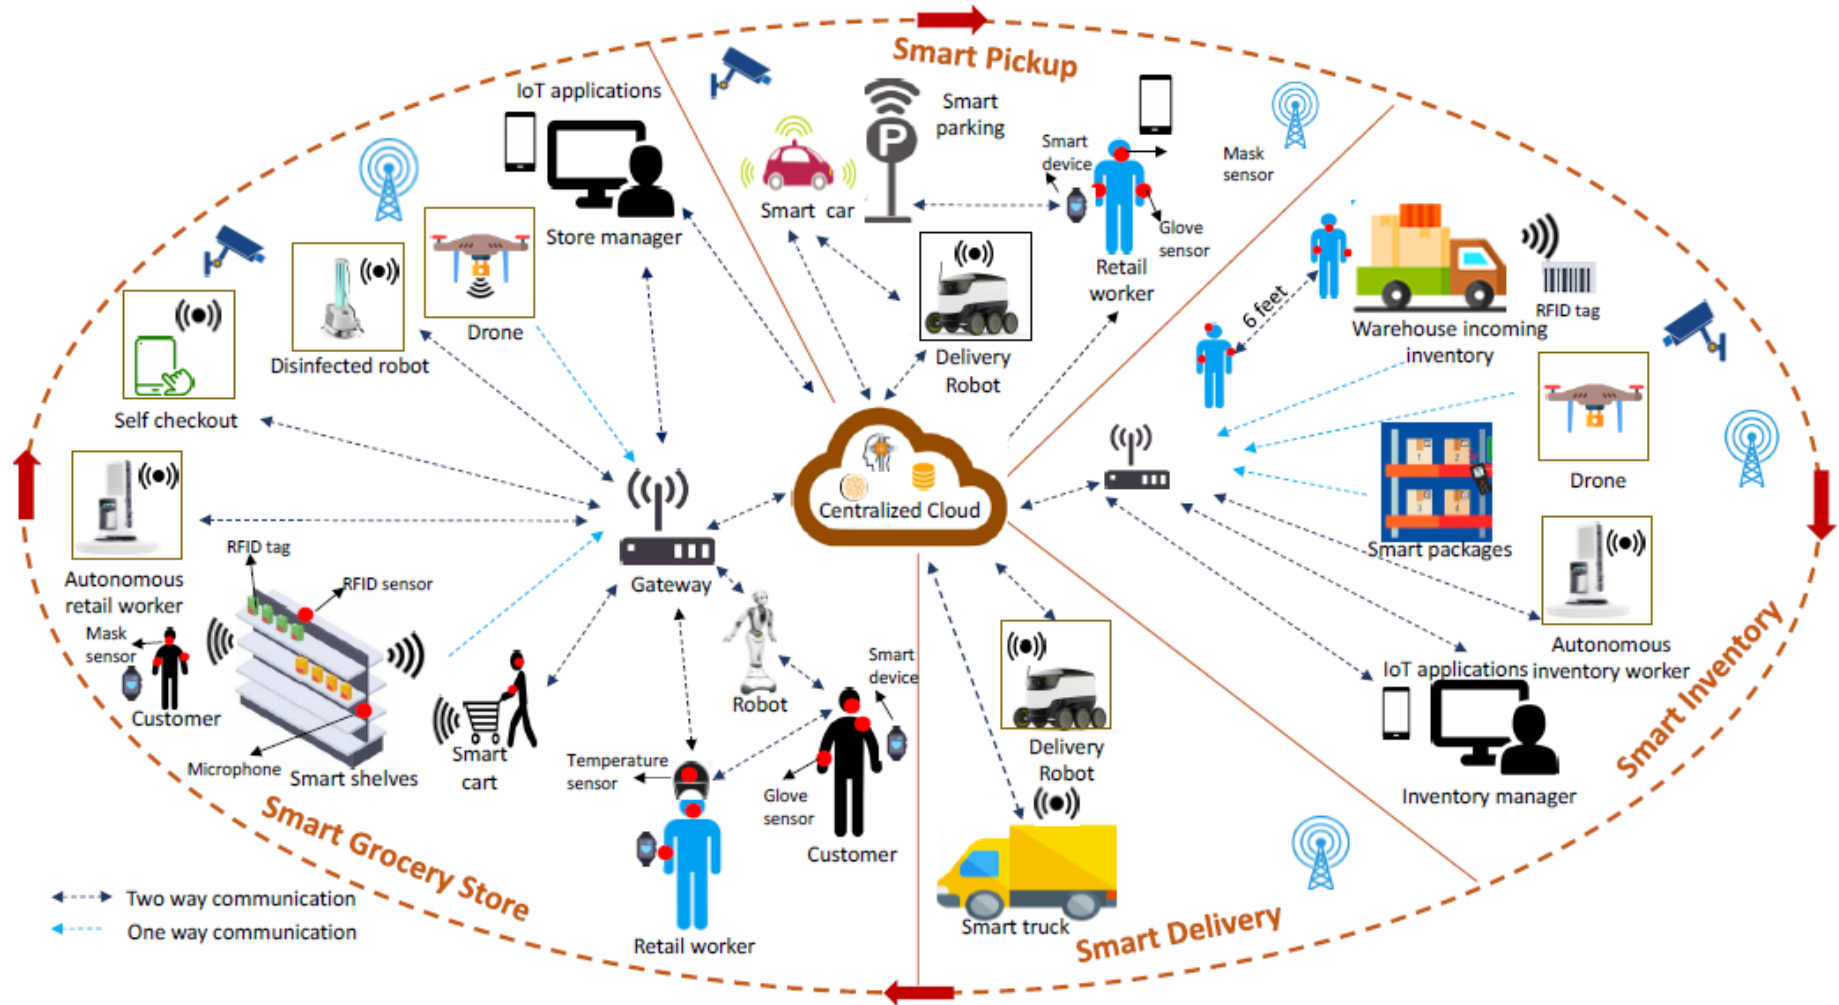 Smart Pickup
IoT applications
Store manager
Smart
parking
P
Smart car
Smart
device
Mask
sensor
Glove
sensor
Retail
worker
Delivery
Robot
6 feet
RFID tag
Warehouse incoming
inventory
Drone
Smart packages
Autonomous
inventory worker
IoT applications
Inventory manager
Smart Inventory
Drone
Disinfected robot
Self checkout
Autonomous
retail worker
RFID tag
RFID sensor
Mask
sensor
Customer
Microphone
Smart shelves
Smart
cart
Gateway
Centralized Cloud
Robot
Smart
device
Temperature
sensor
Glove
sensor
Customer
Retail worker
Smart Grocery Store
Delivery
Robot
Smart truck
Smart Delivery
Two way communication
One way communication
1
2
3
4